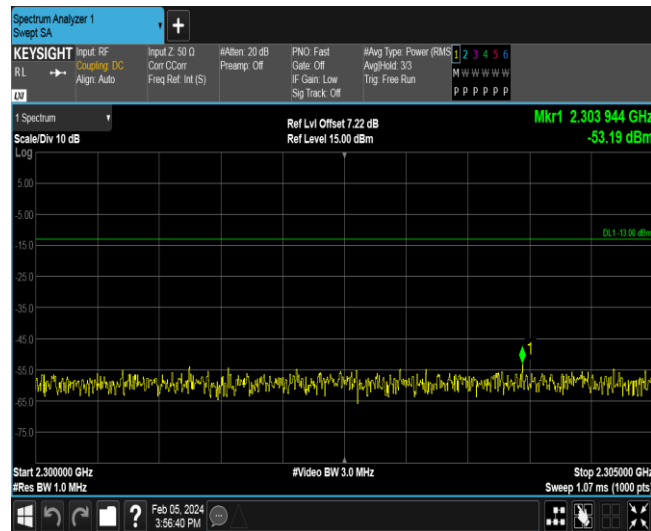 Spectrum Analyzer 1
Swept SA
+
KEYSIGHT
RL
LXI
Input: RF
Coupling: DC
Align: Auto
Input Z: 50 Ω
Corr CCorr
Freq Ref: Int (S)
#Atten: 20 dB
Preamp: Off
PNO: Fast
Gate: Off
IF Gain: Low
Sig Track: Off
#Avg Type: Power (RMS
Avg|Hold: 3/3
Trig: Free Run
1 2 3 4 5 6
M W W W W W
P P P P P P
1 Spectrum
Scale/Div 10 dB
Log
Ref Lvl Offset 7.22 dB
Ref Level 15.00 dBm
Mkr1 2.303 944 GHz
-53.19 dBm
5.00
-5.00
DL1 -13.00 dBm
-15.0
-25.0
-35.0
-45.0
1
-55.0
-65.0
-75.0
Start 2.300000 GHz
#Video BW 3.0 MHz
Stop 2.305000 GHz
#Res BW 1.0 MHz
Sweep 1.07 ms (1000 pts)
?
Feb 05, 2024
3:56:40 PM